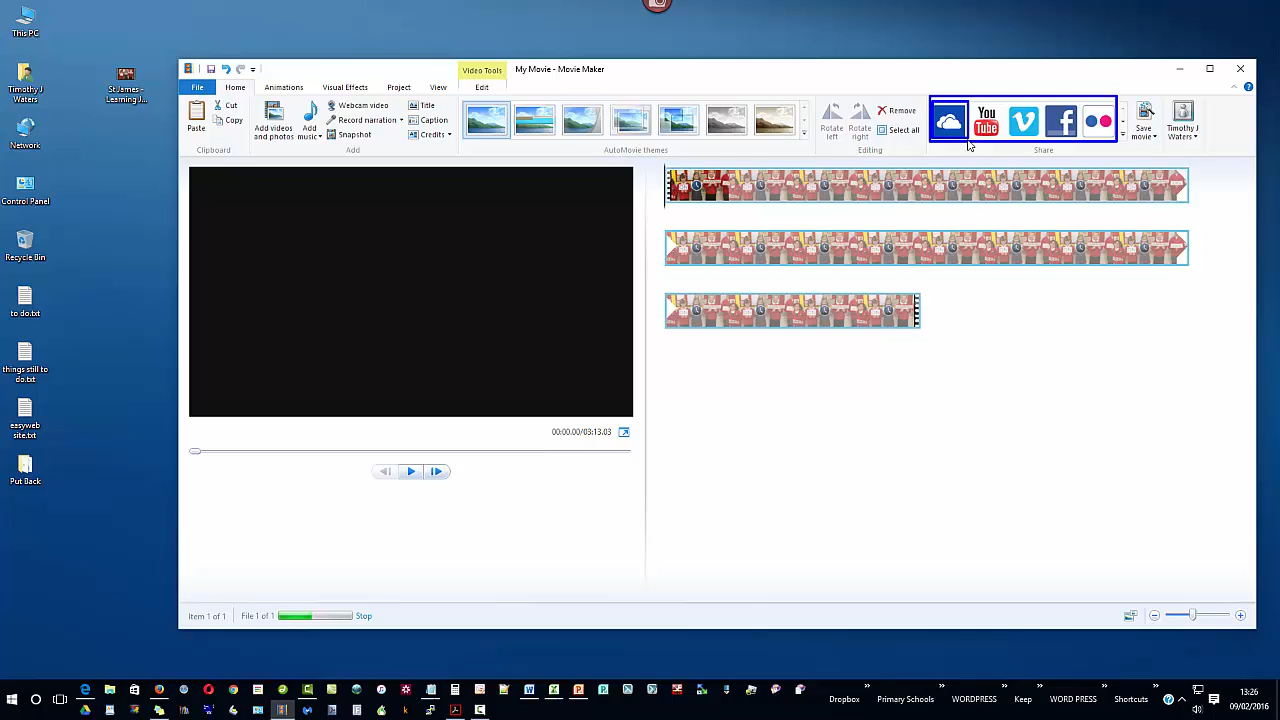 This PC
Timothy J
Waters
StJames -
Learning J...
Network
Control Panel
Recycle Bin
to do.txt
things still to
do.txt
easyweb
site.txt
Put Back
Video Tools
My Movie - Movie Maker
File
Home
Animations
Visual Effects
Project
View
Edit
Paste
Cut
Copy
Clipboard
Add videos
and photos
Add
music
Webcam video
Record narration
Snapshot
Title
Caption
Credits
Add
AutoMovie themes
Rotate
left
Rotate
right
Remove
Select all
Editing
You
Tube
Share
Save
movie
Timothy J
Waters
00:00.00/03:13.03
Item 1 of 1
File 1 of 1
Stop
Dropbox
Primary Schools
WORDPRESS
Keep
WORD PRESS
Shortcuts
13:26
09/02/2016